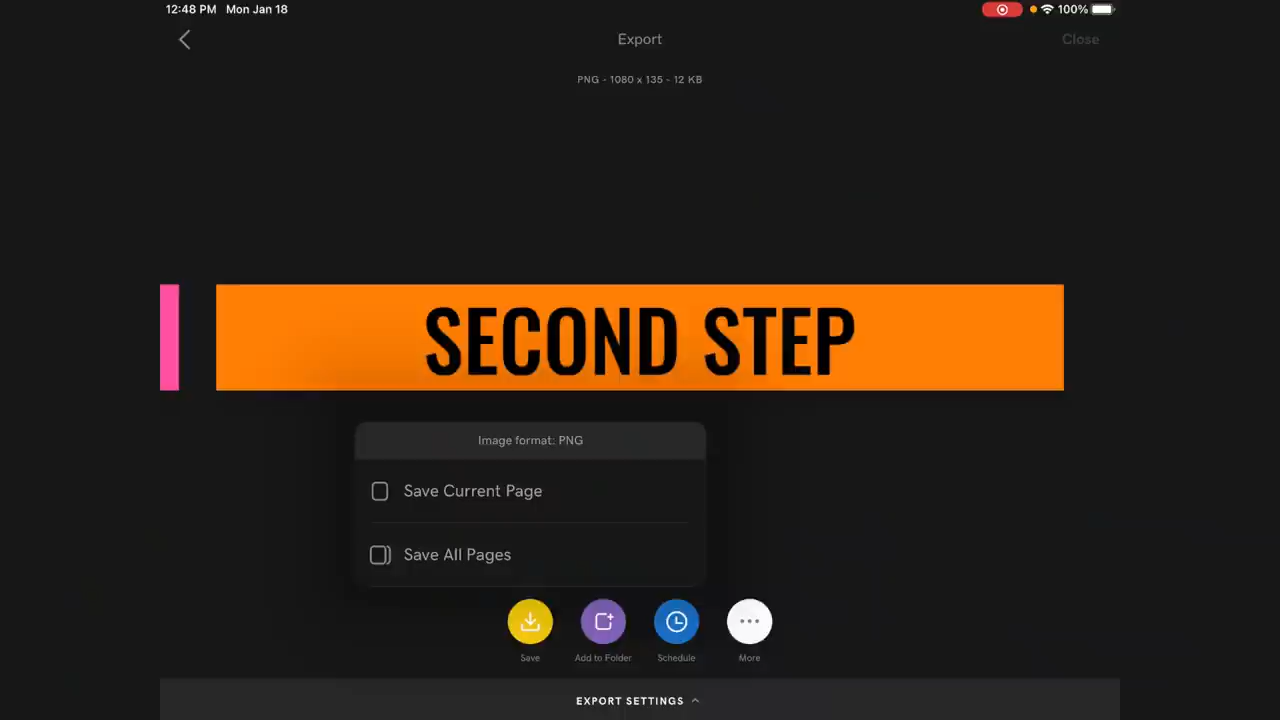 12:48 PM Mon Jan 18
100%
Export
Close
PNG - 1080 x 135 - 12 KB
SECOND STEP
Image format: PNG
Save Current Page
Save All Pages
Save
Add to Folder
Schedule
More
EXPORT SETTINGS